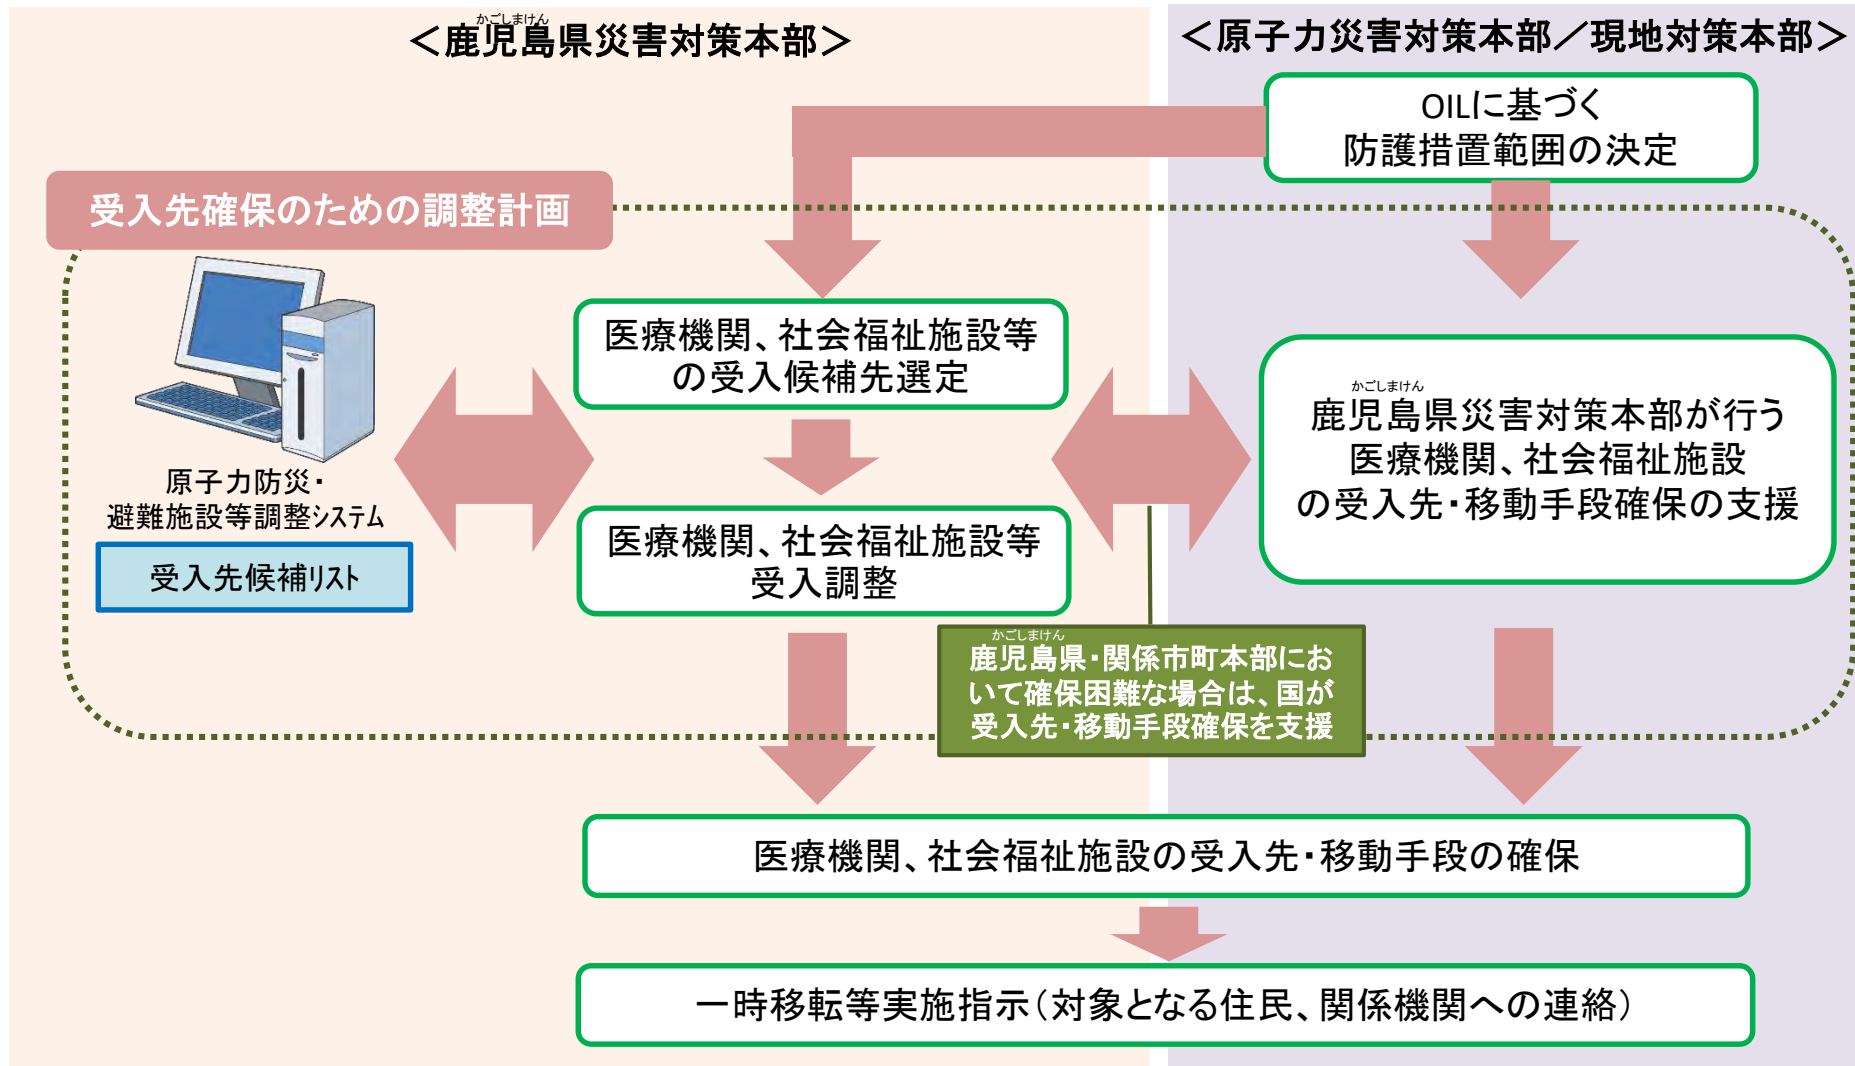 かごしまけん
＜鹿児島県災害対策本部＞
＜原子力災害対策本部／現地対策本部＞
OILに基づく
防護措置範囲の決定
受入先確保のための調整計画
医療機関、社会福祉施設等
の受入候補先選定
原子力防災・
避難施設等調整システム
受入先候補リスト
医療機関、社会福祉施設等
受入調整
かごしまけん
鹿児島県災害対策本部が行う
医療機関、社会福祉施設
の受入先・移動手段確保の支援
かごしまけん
鹿児島県・関係市町本部にお
いて確保困難な場合は、国が
受入先・移動手段確保を支援
医療機関、社会福祉施設の受入先・移動手段の確保
一時移転等実施指示（対象となる住民、関係機関への連絡）